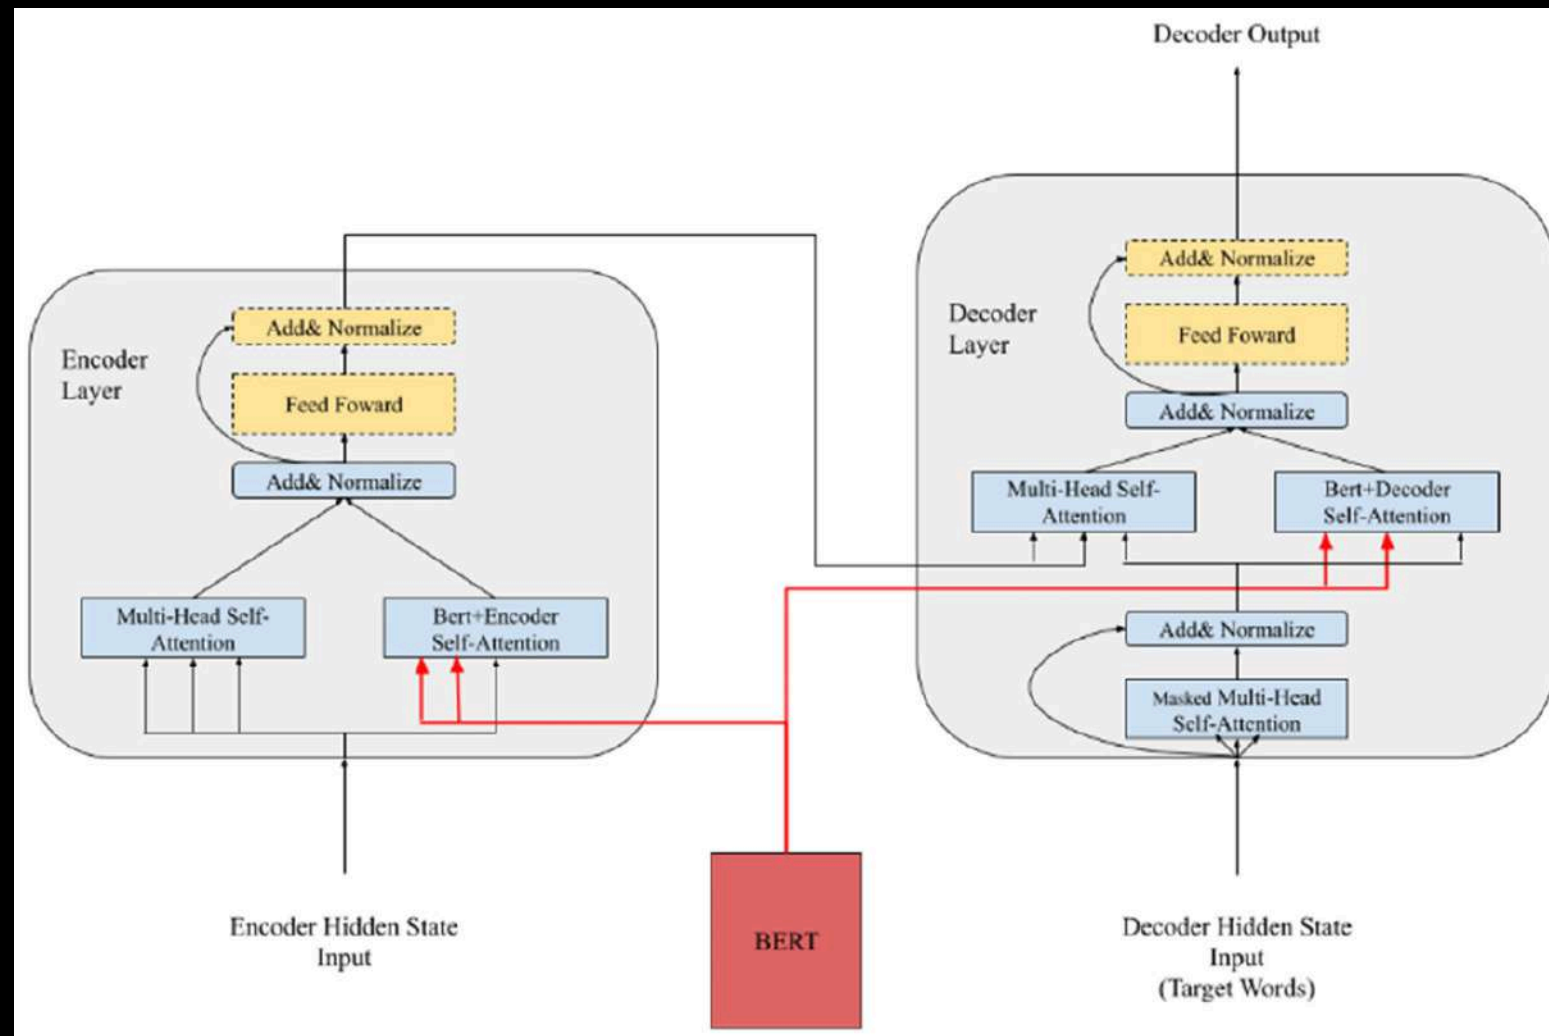 Decoder Output
Add& Normalize
Feed Foward
Decoder
Layer
Add& Normalize
Multi-Head Self-
Attention
Bert+Decoder
Self-Attention
Add& Normalize
Masked Multi-Head
Self-Attention
Decoder Hidden State
Input
(Target Words)
Encoder
Layer
Add& Normalize
Feed Foward
Add& Normalize
Multi-Head Self-
Attention
Bert+Encoder
Self-Attention
Encoder Hidden State
Input
BERT